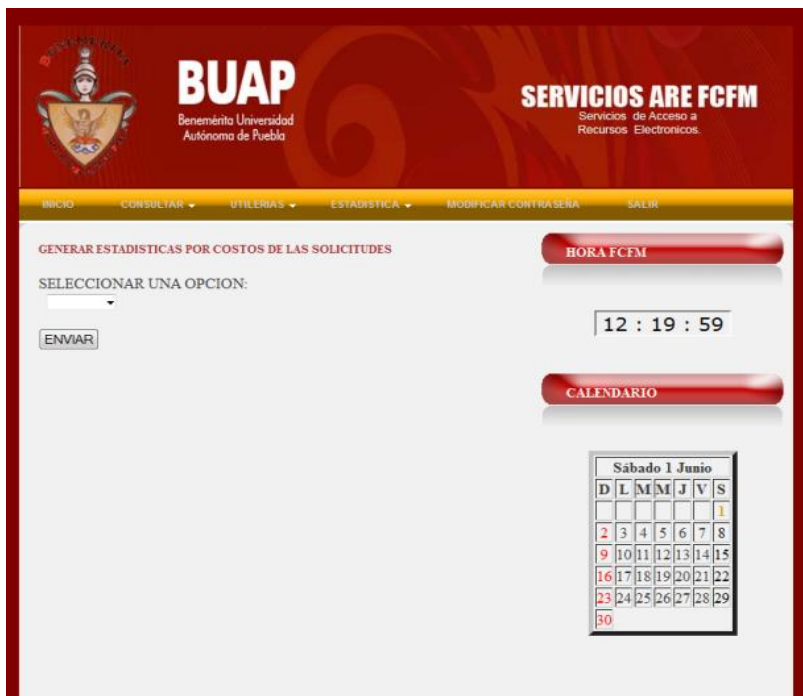 BENEMERITA
BUAP
Benemérita Universidad
Autónoma de Puebla
SERVICIOS ARE FCFM
Servicios de Acceso a
Recursos Electronicos.
INICIO CONSULTAR UTILERIAS ESTADISTICA MODIFICAR CONTRASEÑA SALIR
GENERAR ESTADISTICAS POR COSTOS DE LAS SOLICITUDES
SELECCIONAR UNA OPCION:
ENVIAR
HORA FCFM
12 : 19 : 59
CALENDARIO
Sábado 1 Junio
D L M M J V S
1
2 3 4 5 6 7 8
9 10 11 12 13 14 15
16 17 18 19 20 21 22
23 24 25 26 27 28 29
30